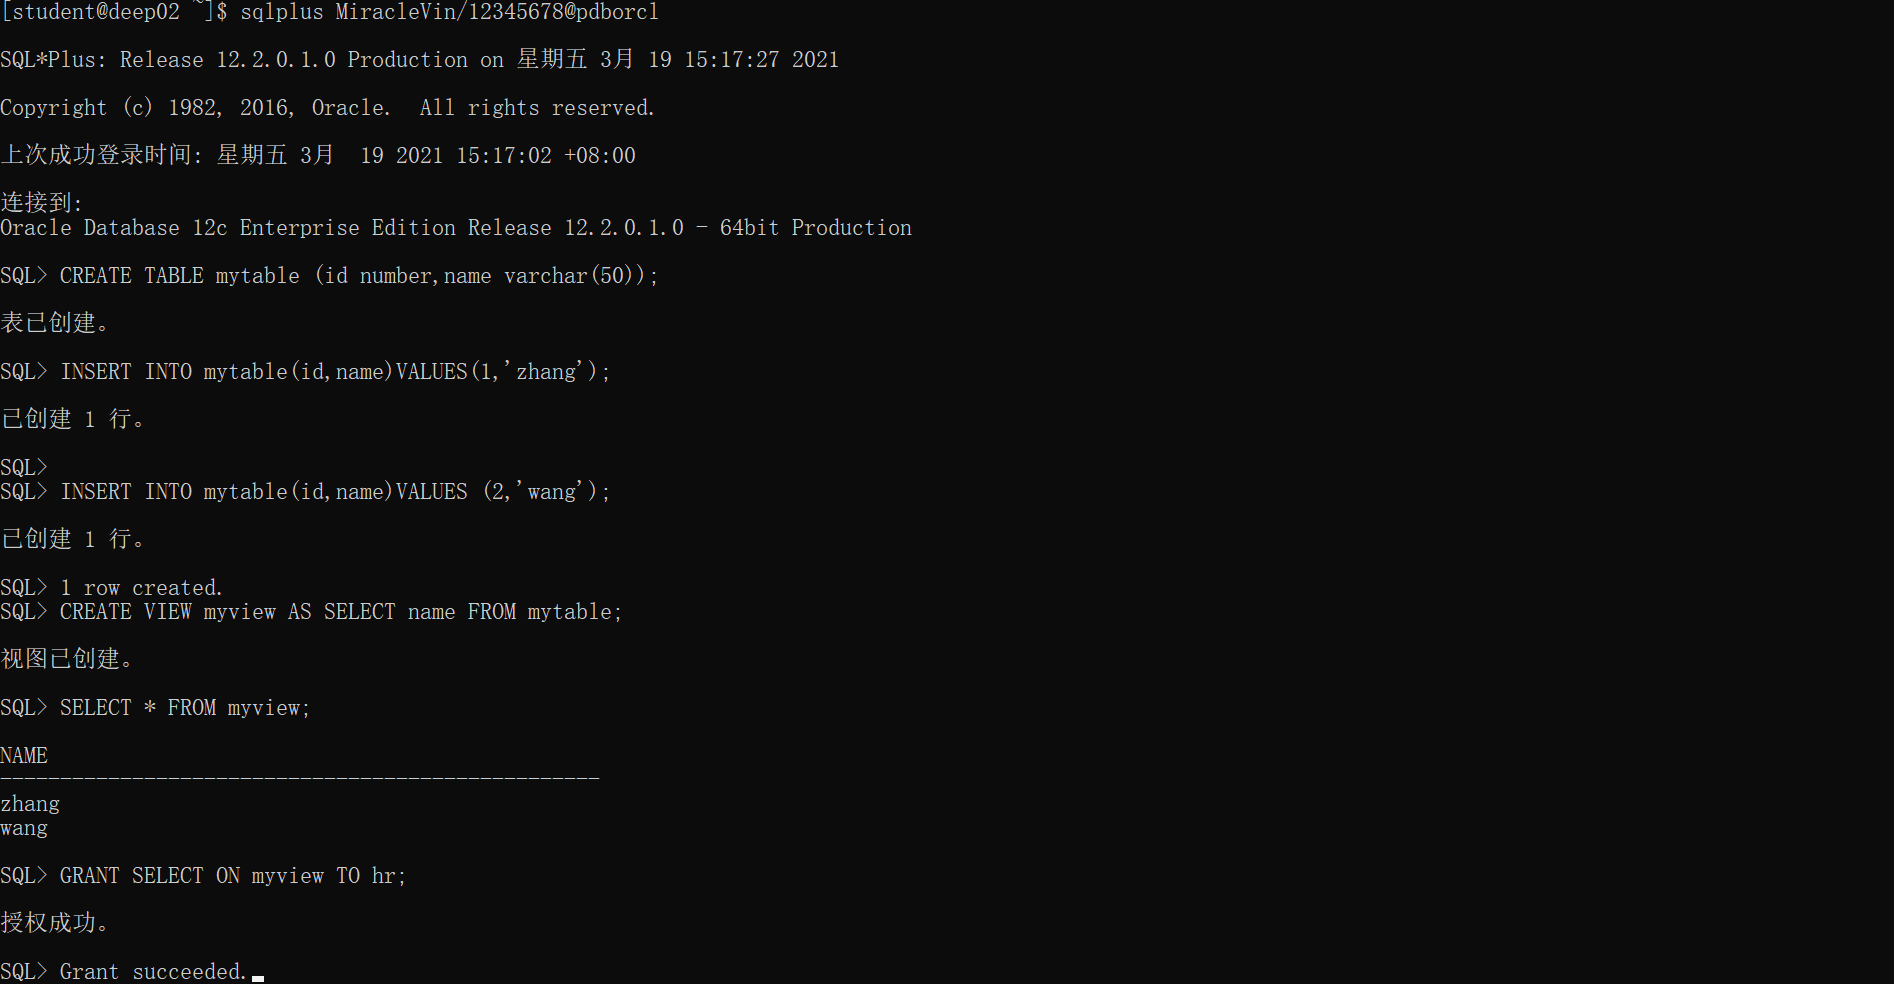 [student@deep02 ~]$ sqlplus MiracleVin/12345678@pdborcl
SQL*Plus: Release 12.2.0.1.0 Production on 星期五 3月 19 15:17:27 2021
Copyright (c) 1982, 2016, Oracle.  All rights reserved.
上次成功登录时间: 星期五 3月  19 2021 15:17:02 +08:00
连接到:
Oracle Database 12c Enterprise Edition Release 12.2.0.1.0 - 64bit Production
SQL> CREATE TABLE mytable (id number,name varchar(50));
表已创建。
SQL> INSERT INTO mytable(id,name)VALUES(1,'zhang');
已创建 1 行。
SQL>
SQL> INSERT INTO mytable(id,name)VALUES (2,'wang');
已创建 1 行。
SQL> 1 row created.
SQL> CREATE VIEW myview AS SELECT name FROM mytable;
视图已创建。
SQL> SELECT * FROM myview;
NAME
--------------------------------------------------
zhang
wang
SQL> GRANT SELECT ON myview TO hr;
授权成功。
SQL> Grant succeeded.